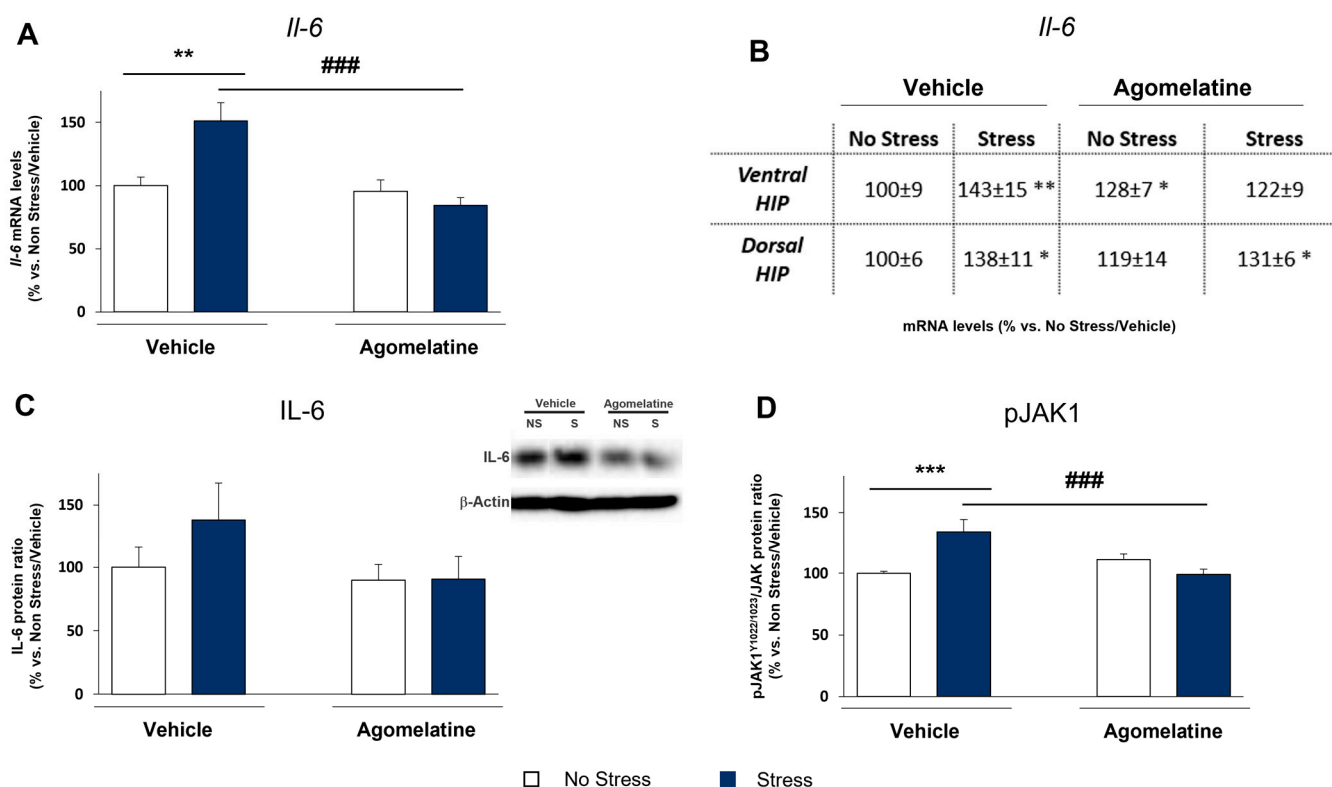 A
Il-6
**
###
Il-6 mRNA levels
(% vs. Non Stress/Vehicle)
150
100
50
0
Vehicle
Agomelatine
B
Il-6
Vehicle
Agomelatine
No Stress
Stress
No Stress
Stress
Ventral
HIP
100±9
143±15 **
128±7 *
122±9
Dorsal
HIP
100±6
138±11 *
119±14
131±6 *
mRNA levels (% vs. No Stress/Vehicle)
C
IL-6
Vehicle
Agomelatine
NS
S
NS
S
IL-6
β-Actin
IL-6 protein ratio
(% vs. Non Stress/Vehicle)
150
100
50
0
Vehicle
Agomelatine
D
pJAK1
***
###
pJAK1Y1022/1023/JAK protein ratio
(% vs. Non Stress/Vehicle)
150
100
50
0
Vehicle
Agomelatine
No Stress
Stress